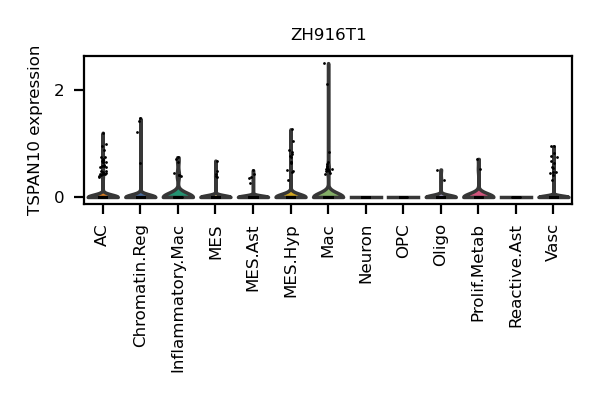 ZH916T1
TSPAN10 expression
2
0
AC
Chromatin.Reg
Inflammatory.Mac
MES
MES.Ast
MES.Hyp
Mac
Neuron
OPC
Oligo
Prolif.Metab
Reactive.Ast
Vasc